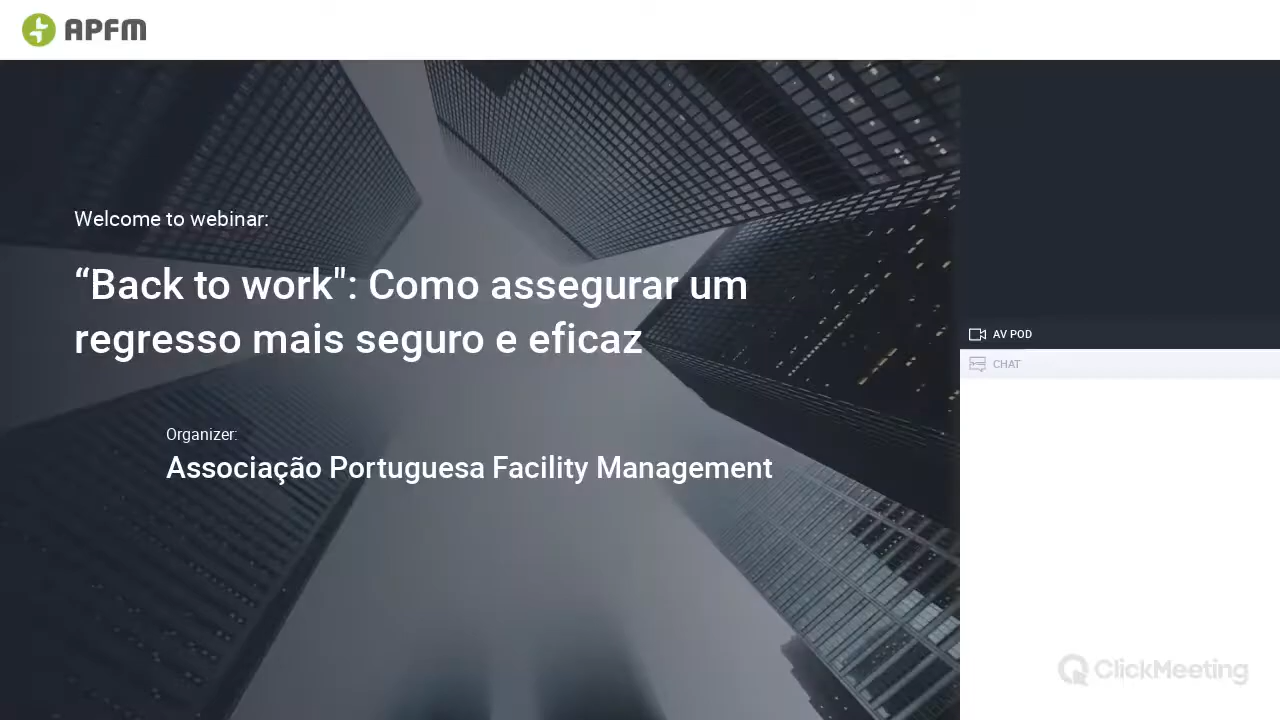 APFM
Welcome to webinar:
“Back to work": Como assegurar um
regresso mais seguro e eficaz
Organizer:
Associação Portuguesa Facility Management
AV POD
CHAT
ClickMeeting